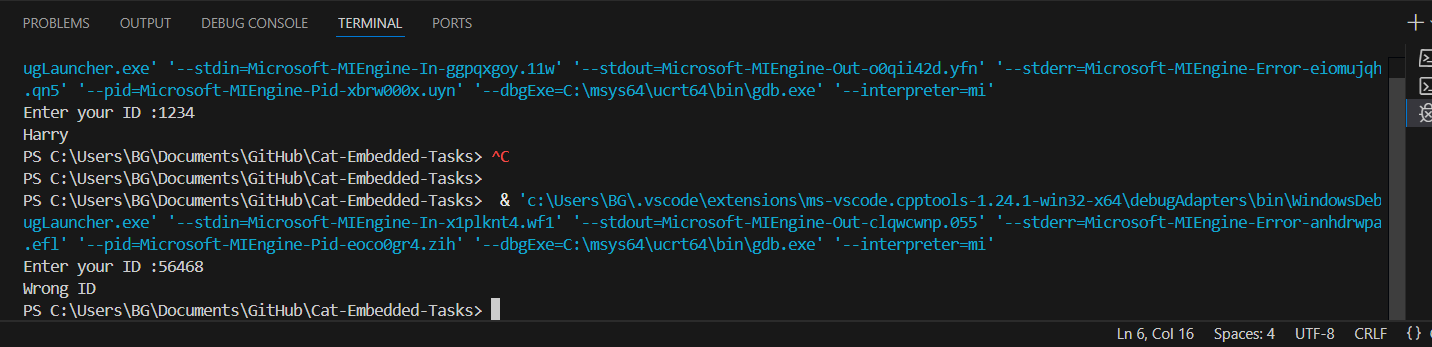 PROBLEMS OUTPUT DEBUG CONSOLE TERMINAL PORTS
ugLauncher.exe' '--stdin=Microsoft-MIEngine-In-ggpqxgoy.11w' '--stdout=Microsoft-MIEngine-Out-o0qii42d.yfn' '--stderr=Microsoft-MIEngine-Error-eiomujqh
.qn5' '--pid=Microsoft-MIEngine-Pid-xbrw000x.uyn' '--dbgExe=C:\msys64\ucrt64\bin\gdb.exe' '--interpreter=mi'
Enter your ID :1234
Harry
PS C:\Users\BG\Documents\GitHub\Cat-Embedded-Tasks> ^C
PS C:\Users\BG\Documents\GitHub\Cat-Embedded-Tasks>
PS C:\Users\BG\Documents\GitHub\Cat-Embedded-Tasks>  & 'c:\Users\BG\.vscode\extensions\ms-vscode.cpptools-1.24.1-win32-x64\debugAdapters\bin\WindowsDeb
ugLauncher.exe' '--stdin=Microsoft-MIEngine-In-x1plknt4.wf1' '--stdout=Microsoft-MIEngine-Out-clqwcwnp.055' '--stderr=Microsoft-MIEngine-Error-anhdrwpa
.efl' '--pid=Microsoft-MIEngine-Pid-eoco0gr4.zih' '--dbgExe=C:\msys64\ucrt64\bin\gdb.exe' '--interpreter=mi'
Enter your ID :56468
Wrong ID
PS C:\Users\BG\Documents\GitHub\Cat-Embedded-Tasks>
Ln 6, Col 16 Spaces: 4 UTF-8 CRLF {}